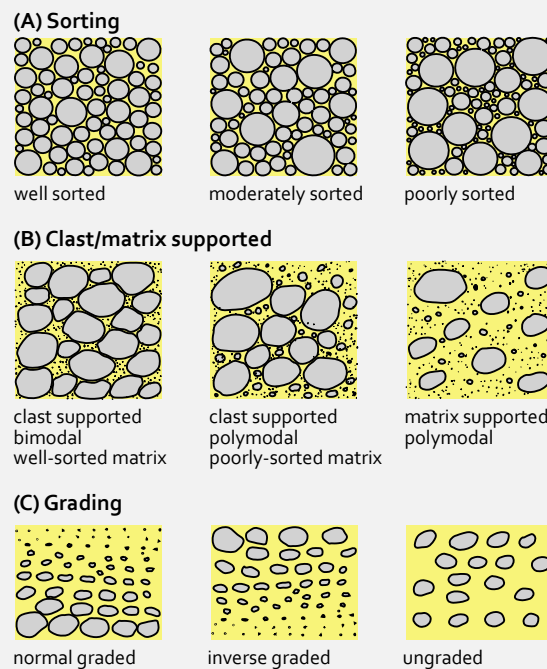 (A) Sorting
well sorted
moderately sorted
poorly sorted
(B) Clast/matrix supported
clast supported
bimodal
well-sorted matrix
clast supported
polymodal
poorly-sorted matrix
matrix supported
polymodal
(C) Grading
normal graded
inverse graded
ungraded